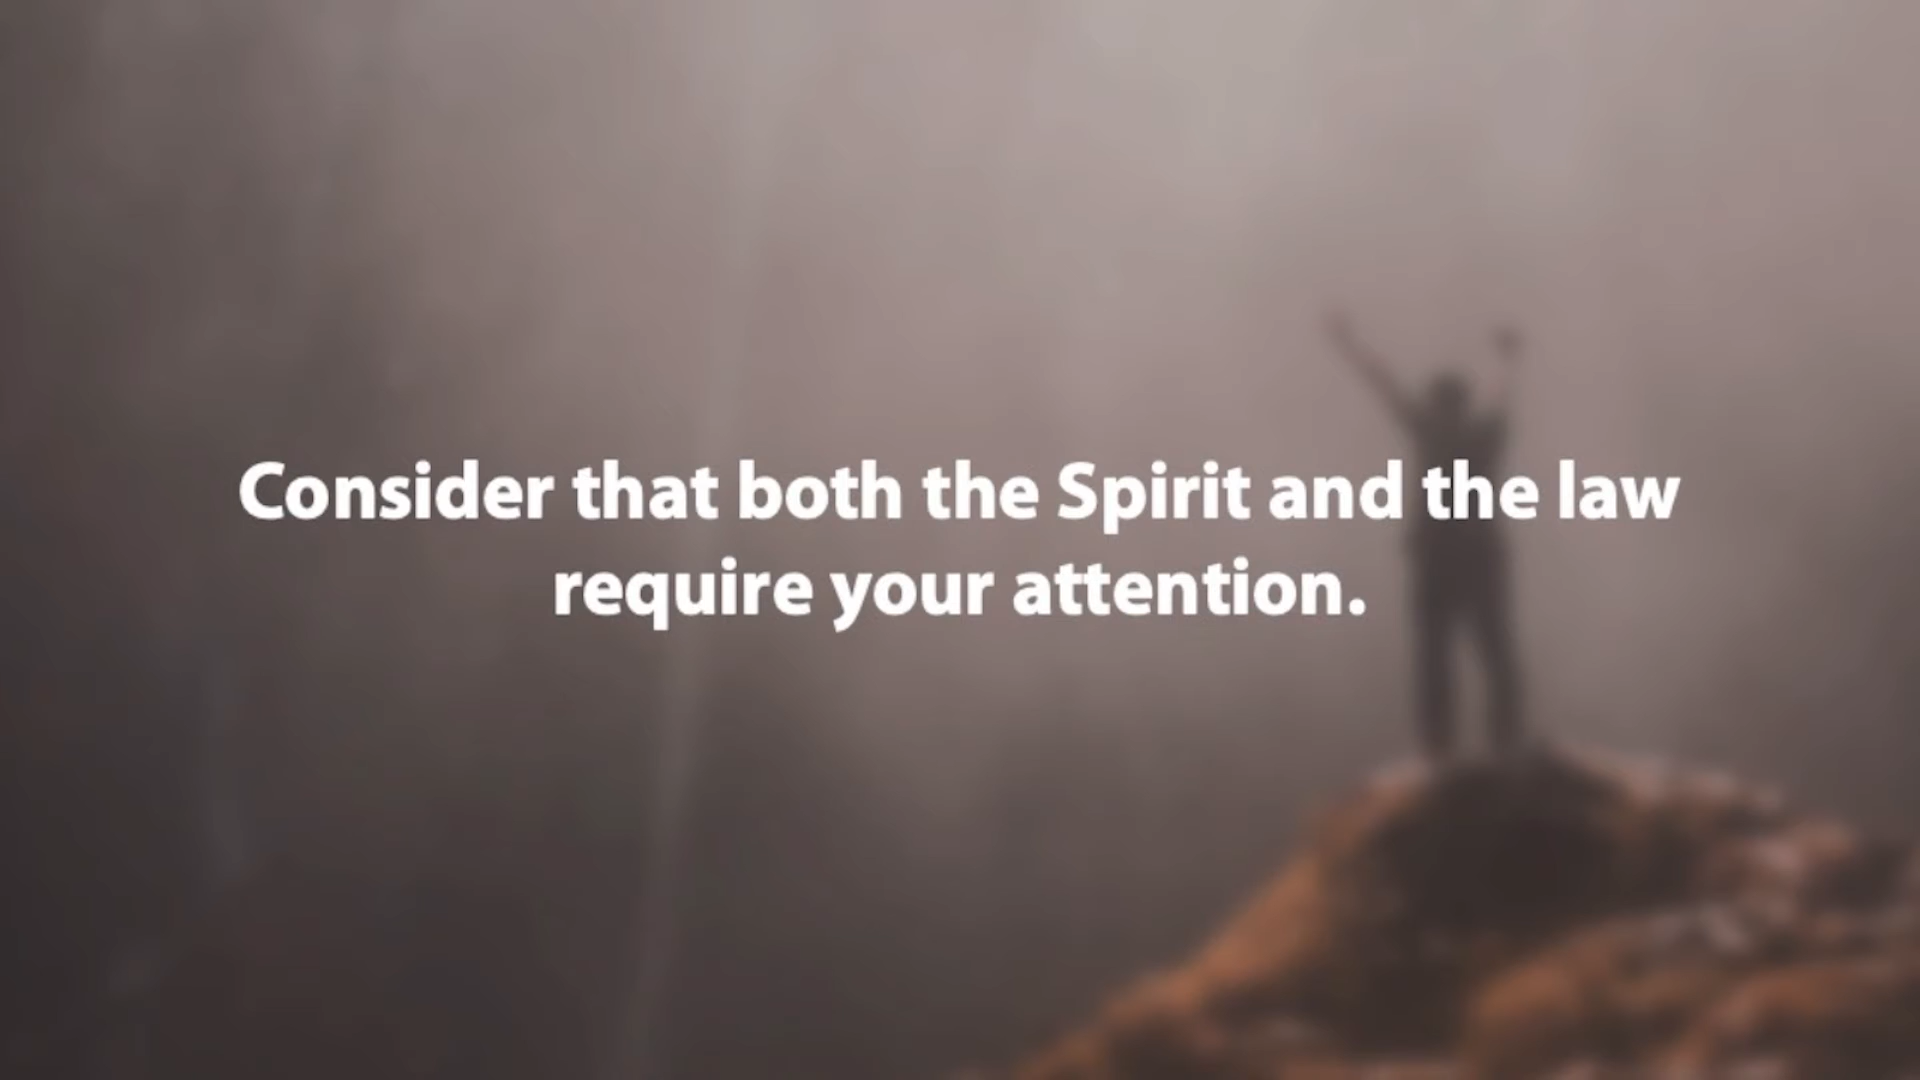 Consider that both the Spirit and the law
require your attention.